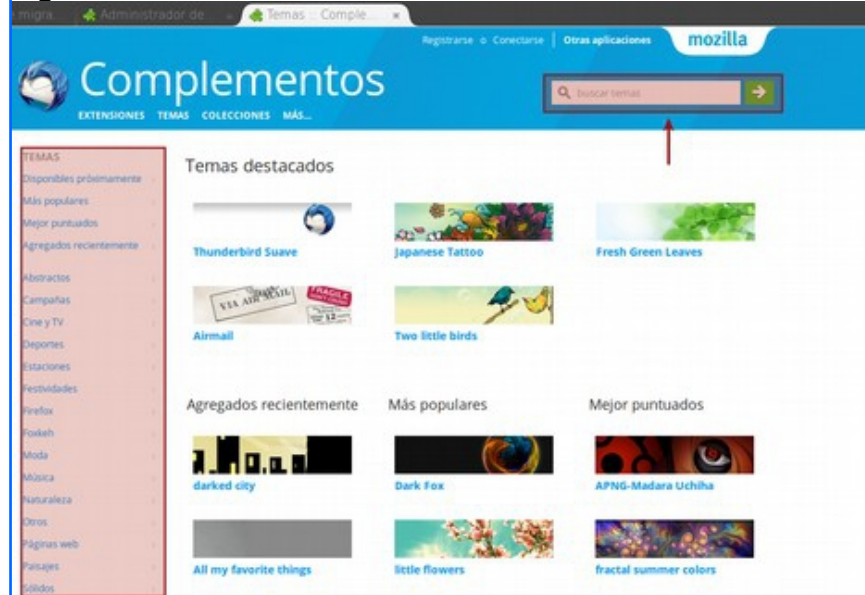 migra...
Administrador de...
Temas :: Comple...
Registrarse o Conectarse
Otras aplicaciones
mozilla
Complementos
EXTENSIONES TEMAS COLECCIONES MÁS...
buscar temas
TEMAS
Disponibles próximamente
Más populares
Mejor puntuados
Agregados recientemente
Abstractos
Campañas
Cine y TV
Deportes
Estaciones
Festividades
Firefox
Foxkeh
Moda
Música
Naturaleza
Otros
Páginas web
Paisajes
Sólidos
Temas destacados
Thunderbird Suave
Japanese Tattoo
Fresh Green Leaves
VIA AIR MAIL
FRAGILE
12
Airmail
Two little birds
Agregados recientemente
Más populares
Mejor puntuados
darked city
Dark Fox
APNG-Madara Uchiha
All my favorite things
little flowers
fractal summer colors